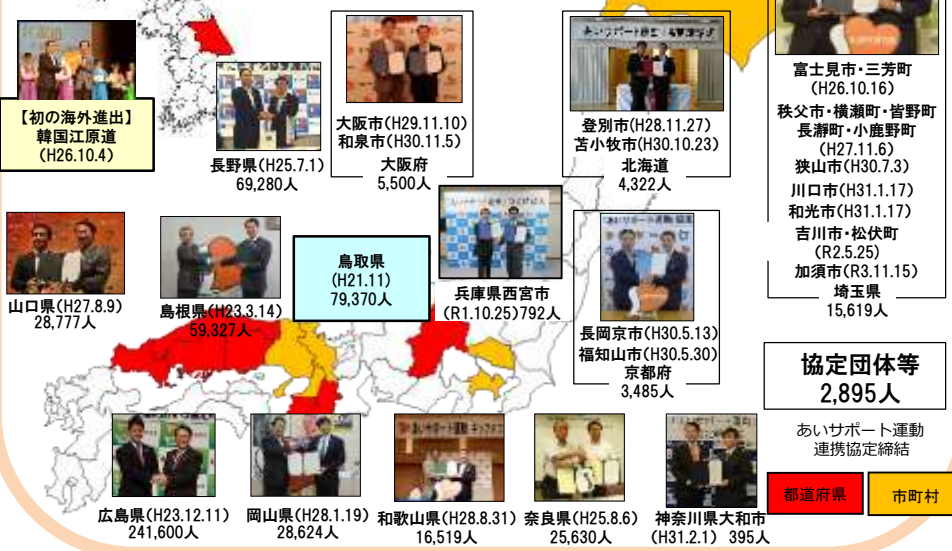 【初の海外進出】
韓国江原道
(H26.10.4)
長野県(H25.7.1)
69,280人
大阪市(H29.11.10)
和泉市(H30.11.5)
大阪府
5,500人
登別市(H28.11.27)
苫小牧市(H30.10.23)
北海道
4,322人
富士見市・三芳町
(H26.10.16)
秩父市・横瀬町・皆野町
長瀞町・小鹿野町
(H27.11.6)
狭山市(H30.7.3)
川口市(H31.1.17)
和光市(H31.1.17)
吉川市・松伏町
(R2.5.25)
加須市(R3.11.15)
埼玉県
15,619人
山口県(H27.8.9)
28,777人
島根県(H23.3.14)
59,327人
鳥取県
(H21.11)
79,370人
兵庫県西宮市
(R1.10.25)792人
長岡京市(H30.5.13)
福知山市(H30.5.30)
京都府
3,485人
協定団体等
2,895人
あいサポート運動
連携協定締結
都道府県
市町村
広島県(H23.12.11)
241,600人
岡山県(H28.1.19)
28,624人
和歌山県(H28.8.31)
16,519人
奈良県(H25.8.6)
25,630人
神奈川県大和市
(H31.2.1) 395人